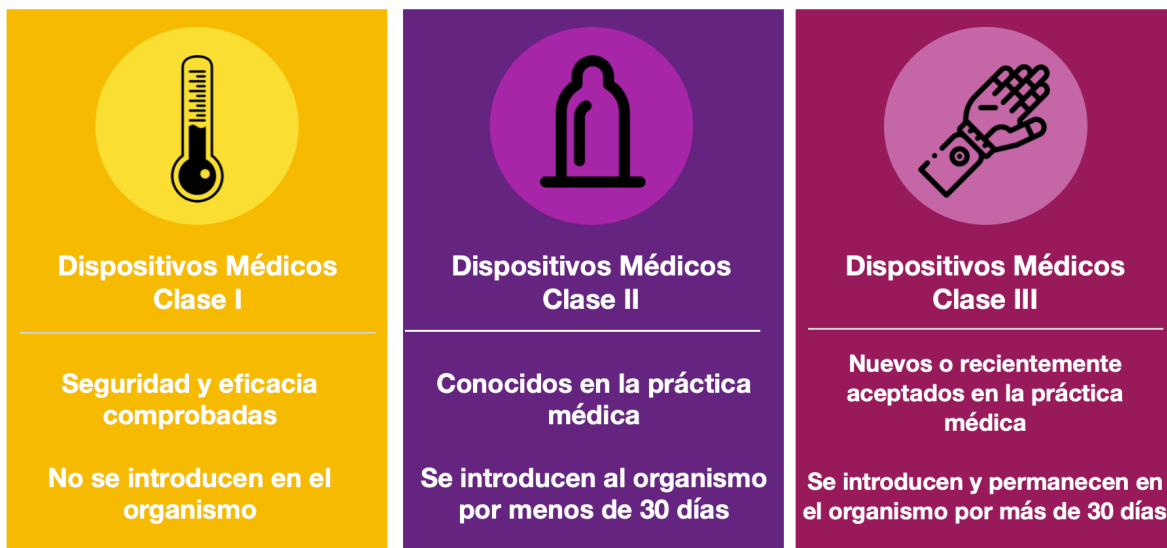 Dispositivos Médicos
Clase I
Seguridad y eficacia
comprobadas
No se introducen en el
organismo
Dispositivos Médicos
Clase II
Conocidos en la práctica
médica
Se introducen al organismo
por menos de 30 días
Dispositivos Médicos
Clase III
Nuevos o recientemente
aceptados en la práctica
médica
Se introducen y permanecen en
el organismo por más de 30 días